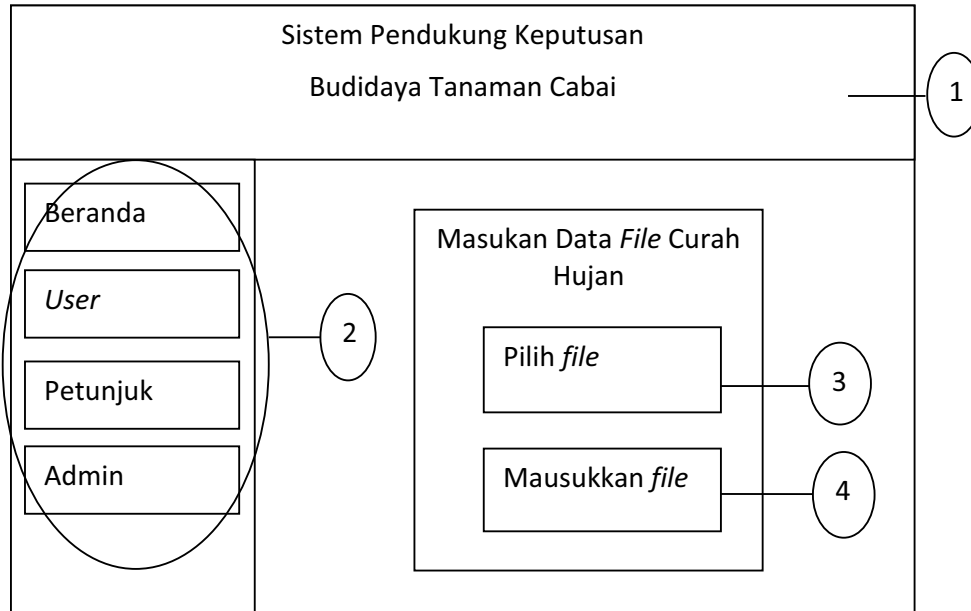 Sistem Pendukung Keputusan
Budidaya Tanaman Cabai
1
Beranda
User
Petunjuk
Admin
2
Masukan Data File Curah
Hujan
Pilih file
3
Mausukkan file
4